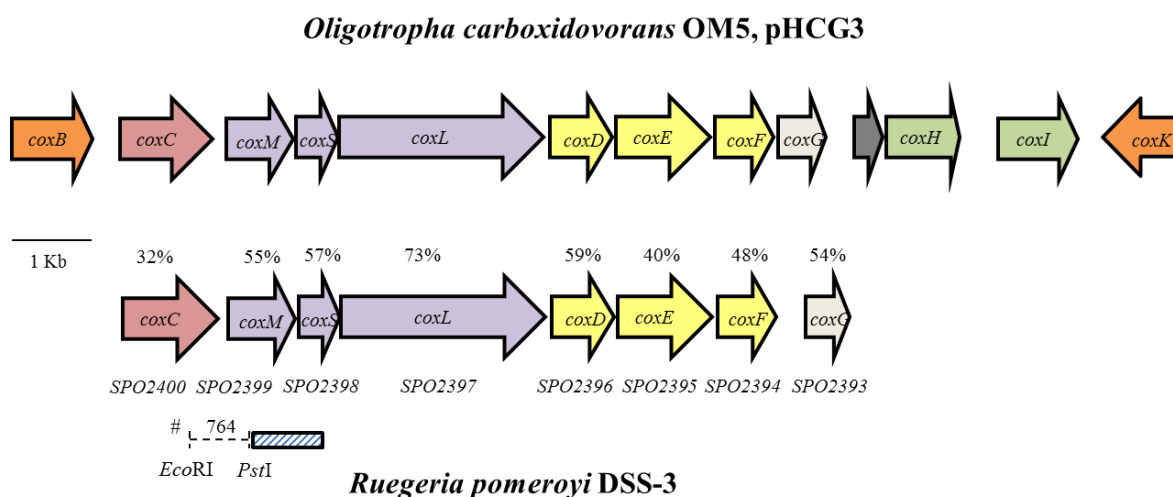 Oligotropha carboxidovorans OM5, pHCG3
coxB coxC coxM coxS coxL coxD coxE coxF coxG coxH coxI coxK
1 Kb 32% 55% 57% 73% 59% 40% 48% 54%
coxC coxM coxS coxL coxD coxE coxF coxG
SPO2400 SPO2399 SPO2398 SPO2397 SPO2396 SPO2395 SPO2394 SPO2393
# 764
EcoRI PstI
Ruegeria pomeroyi DSS-3